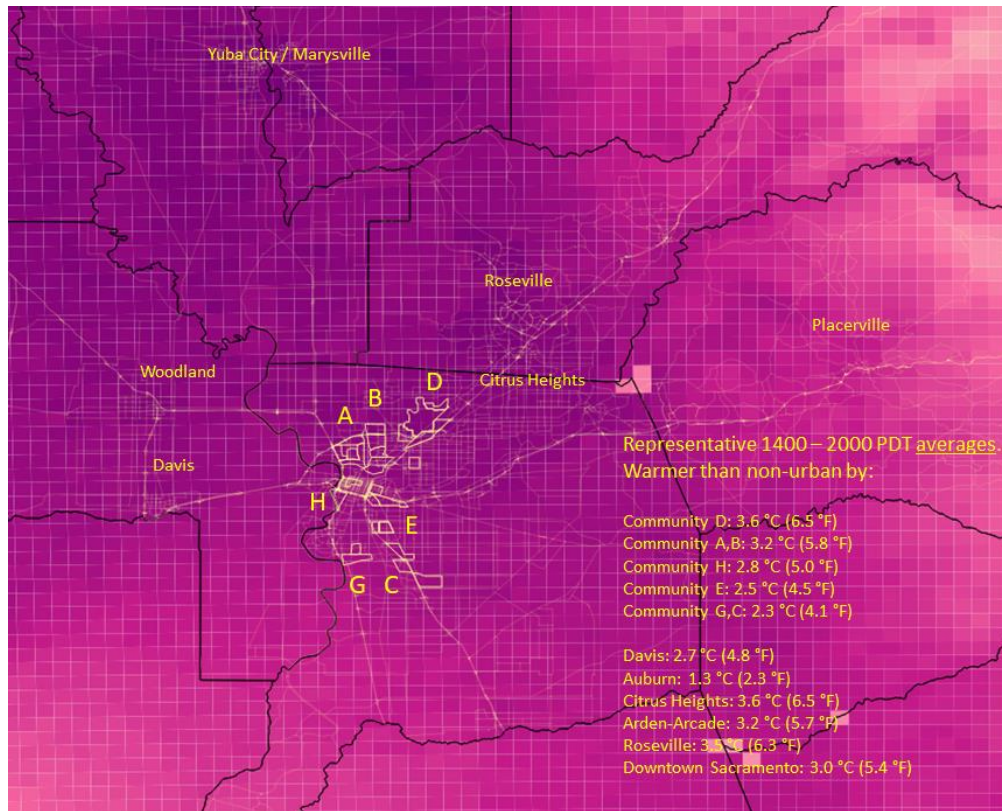 Yuba City / Marysville
Roseville
Placerville
Woodland
Citrus Heights
D
B
A
Davis
H
E
G
C
Representative 1400 – 2000 PDT averages.
Warmer than non-urban by:
Community D: 3.6 °C (6.5 °F)
Community A,B: 3.2 °C (5.8 °F)
Community H: 2.8 °C (5.0 °F)
Community E: 2.5 °C (4.5 °F)
Community G,C: 2.3 °C (4.1 °F)
Davis: 2.7 °C (4.8 °F)
Auburn: 1.3 °C (2.3 °F)
Citrus Heights: 3.6 °C (6.5 °F)
Arden-Arcade: 3.2 °C (5.7 °F)
Roseville: 3.5 °C (6.3 °F)
Downtown Sacramento: 3.0 °C (5.4 °F)